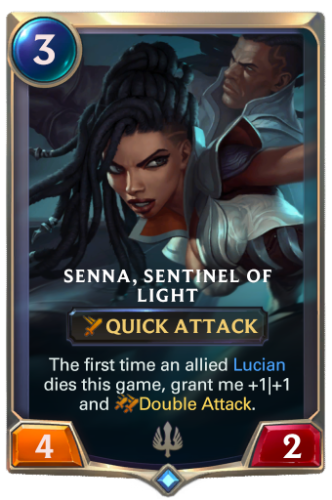 3
SENNA, SENTINEL OF
LIGHT
QUICK ATTACK
The first time an allied Lucian
dies this game, grant me +1|+1
and Double Attack.
4
2